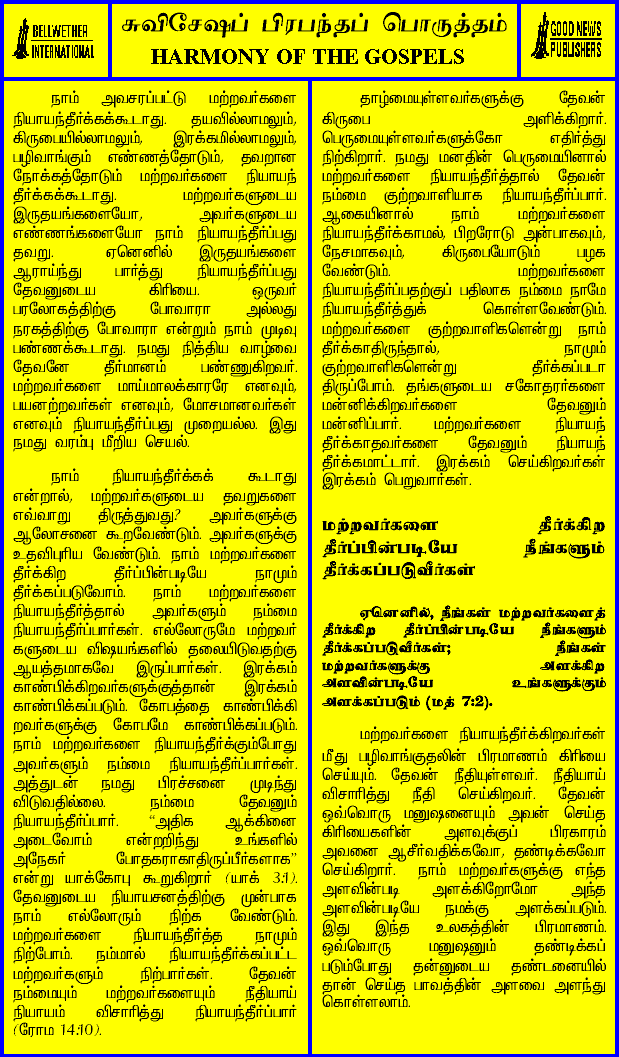 BELLWETHER
INTERNATIONAL
சுவிசேஷப் பிரபந்தப் பொருத்தம்
HARMONY OF THE GOSPELS
GOOD NEWS
PUBLISHERS
நாம் அவசரப்பட்டு மற்றவர்களை
நியாயந்தீர்க்கக்கூடாது. தயவில்லாமலும்,
கிருபையில்லாமலும், இரக்கமில்லாமலும்,
பழிவாங்கும் எண்ணத்தோடும், தவறான
நோக்கத்தோடும் மற்றவர்களை நியாயந்
தீர்க்கக்கூடாது. மற்றவர்களுடைய
இருதயங்களையோ, அவர்களுடைய
எண்ணங்களையோ நாம் நியாயந்தீர்ப்பது
தவறு. ஏனெனில் இருதயங்களை
ஆராய்ந்து பார்த்து நியாயந்தீர்ப்பது
தேவனுடைய கிரியை. ஒருவர்
பரலோகத்திற்கு போவாரா அல்லது
நரகத்திற்கு போவாரா என்றும் நாம் முடிவு
பண்ணக்கூடாது. நமது நித்திய வாழ்வை
தேவனே தீர்மானம் பண்ணுகிறவர்.
மற்றவர்களை மாய்மாலக்காரரே எனவும்,
பயனற்றவர்கள் எனவும், மோசமானவர்கள்
எனவும் நியாயந்தீர்ப்பது முறையல்ல. இது
நமது வரம்பு மீறிய செயல்.
நாம் நியாயந்தீர்க்கக் கூடாது
என்றால், மற்றவர்களுடைய தவறுகளை
எவ்வாறு திருத்துவது? அவர்களுக்கு
ஆலோசனை கூறவேண்டும். அவர்களுக்கு
உதவிபுரிய வேண்டும். நாம் மற்றவர்களை
தீர்க்கிற தீர்ப்பின்படியே நாமும்
தீர்க்கப்படுவோம். நாம் மற்றவர்களை
நியாயந்தீர்த்தால் அவர்களும் நம்மை
நியாயந்தீர்ப்பார்கள். எல்லோருமே மற்றவர்
களுடைய விஷயங்களில் தலையிடுவதற்கு
ஆயத்தமாகவே இருப்பார்கள். இரக்கம்
காண்பிக்கிறவர்களுக்குத்தான் இரக்கம்
காண்பிக்கப்படும். கோபத்தை காண்பிக்கி
றவர்களுக்கு கோபமே காண்பிக்கப்படும்.
நாம் மற்றவர்களை நியாயந்தீர்க்கும்போது
அவர்களும் நம்மை நியாயந்தீர்ப்பார்கள்.
அத்துடன் நமது பிரச்சனை முடிந்து
விடுவதில்லை. நம்மை தேவனும்
நியாயந்தீர்ப்பார். “அதிக ஆக்கினை
அடைவோம் என்றறிந்து உங்களில்
அநேகர் போதகராகாதிருப்பீர்களாக”
என்று யாக்கோபு கூறுகிறார் (யாக் 3:1).
தேவனுடைய நியாயசனத்திற்கு முன்பாக
நாம் எல்லோரும் நிற்க வேண்டும்.
மற்றவர்களை நியாயந்தீர்த்த நாமும்
நிற்போம். நம்மால் நியாயந்தீர்க்கப்பட்ட
மற்றவர்களும் நிற்பார்கள். தேவன்
நம்மையும் மற்றவர்களையும் நீதியாய்
நியாயம் விசாரித்து நியாயந்தீர்ப்பார்
(ரோம 14:10).
தாழ்மையுள்ளவர்களுக்கு தேவன்
கிருபை அளிக்கிறார்.
பெருமையுள்ளவர்களுக்கோ எதிர்த்து
நிற்கிறார். நமது மனதின் பெருமையினால்
மற்றவர்களை நியாயந்தீர்த்தால் தேவன்
நம்மை குற்றவாளியாக நியாயந்தீர்ப்பார்.
ஆகையினால் நாம் மற்றவர்களை
நியாயந்தீர்க்காமல், பிறரோடு அன்பாகவும்,
நேசமாகவும், கிருபையோடும் பழக
வேண்டும். மற்றவர்களை
நியாயந்தீர்ப்பதற்குப் பதிலாக நம்மை நாமே
நியாயந்தீர்த்துக் கொள்ளவேண்டும்.
மற்றவர்களை குற்றவாளிகளென்று நாம்
தீர்க்காதிருந்தால், நாமும்
குற்றவாளிகளென்று தீர்க்கப்படா
திருப்போம். தங்களுடைய சகோதரர்களை
மன்னிக்கிறவர்களை தேவனும்
மன்னிப்பார். மற்றவர்களை நியாயந்
தீர்க்காதவர்களை தேவனும் நியாயந்
தீர்க்கமாட்டார். இரக்கம் செய்கிறவர்கள்
இரக்கம் பெறுவார்கள்.
மற்றவர்களை தீர்க்கிற
தீர்ப்பின்படியே நீங்களும்
தீர்க்கப்படுவீர்கள்
ஏனெனில், நீங்கள் மற்றவர்களைத்
தீர்க்கிற தீர்ப்பின்படியே நீங்களும்
தீர்க்கப்படுவீர்கள்; நீங்கள்
மற்றவர்களுக்கு அளக்கிற
அளவின்படியே உங்களுக்கும்
அளக்கப்படும் (மத் 7:2).
மற்றவர்களை நியாயந்தீர்க்கிறவர்கள்
மீது பழிவாங்குதலின் பிரமாணம் கிரியை
செய்யும். தேவன் நீதியுள்ளவர். நீதியாய்
விசாரித்து நீதி செய்கிறவர். தேவன்
ஒவ்வொரு மனுஷனையும் அவன் செய்த
கிரியைகளின் அளவுக்குப் பிரகாரம்
அவனை ஆசீர்வதிக்கவோ, தண்டிக்கவோ
செய்கிறார். நாம் மற்றவர்களுக்கு எந்த
அளவின்படி அளக்கிறோமோ அந்த
அளவின்படியே நமக்கு அளக்கப்படும்.
இது இந்த உலகத்தின் பிரமாணம்.
ஒவ்வொரு மனுஷனும் தண்டிக்கப்
படும்போது தன்னுடைய தண்டனையில்
தான் செய்த பாவத்தின் அளவை அளந்து
கொள்ளலாம்.